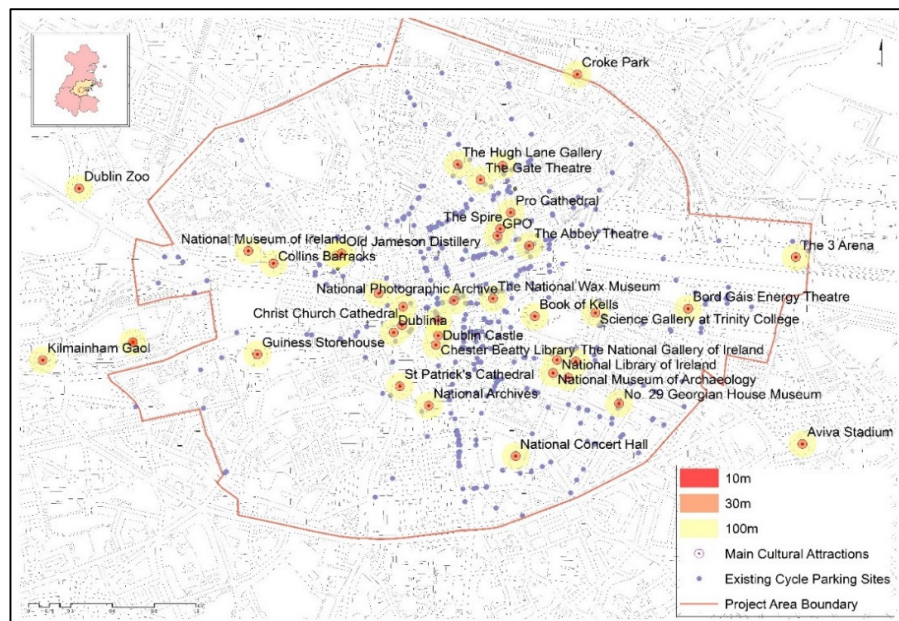 Croke Park
The Hugh Lane Gallery
The Gate Theatre
Dublin Zoo
Pro Cathedral
The Spire
GPO
The Abbey Theatre
National Museum of Ireland
Old Jameson Distillery
The 3 Arena
Collins Barracks
National Photographic Archive
The National Wax Museum
Bord Gáis Energy Theatre
Christ Church Cathedral
Book of Kells
Dublinia
Science Gallery at Trinity College
Dublin Castle
Guiness Storehouse
Chester Beatty Library
The National Gallery of Ireland
Kilmainham Gaol
National Library of Ireland
St Patrick's Cathedral
National Museum of Archaeology
National Archives
No. 29 Georgian House Museum
National Concert Hall
Aviva Stadium
10m
30m
100m
Main Cultural Attractions
Existing Cycle Parking Sites
Project Area Boundary